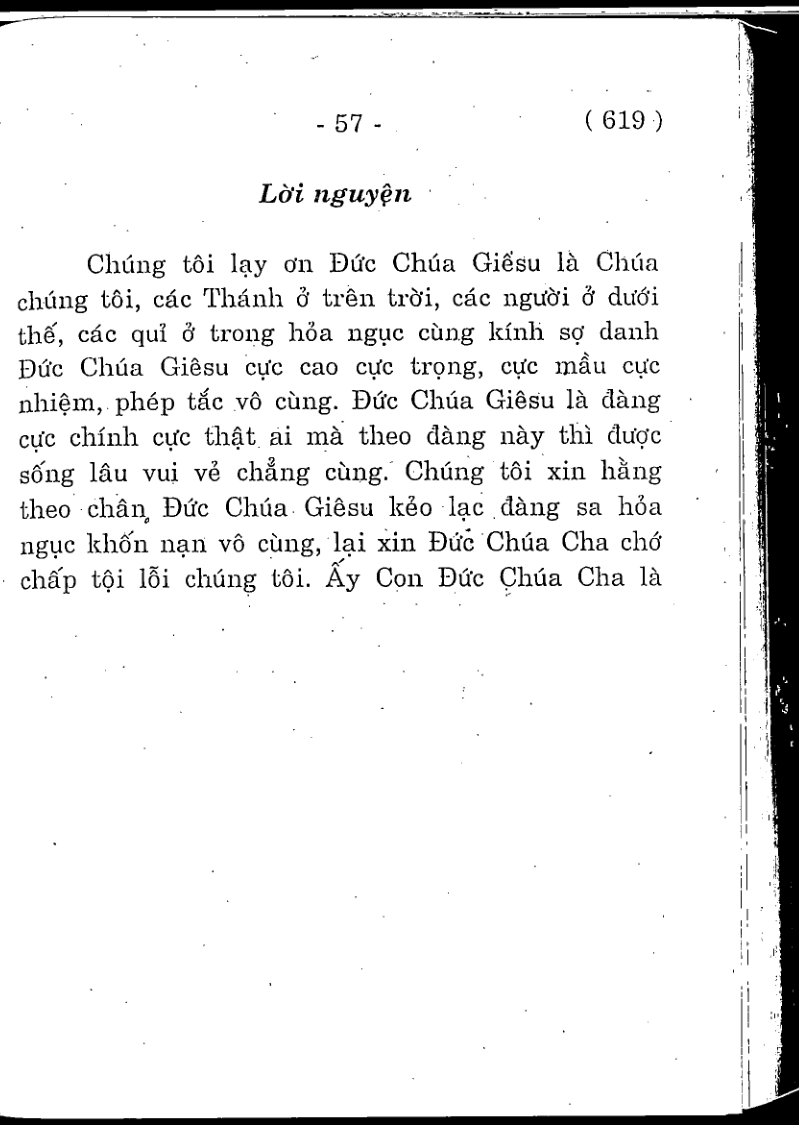 - 57 - ( 619 )
Lời nguyện
Chúng tôi lạy ơn Đức Chúa Giêsu là Chúa
chúng tôi, các Thánh ở trên trời, các người ở dưới
thế, các quỉ ở trong hỏa ngục cùng kính sợ danh
Đức Chúa Giêsu cực cao cực trọng, cực mầu cực
nhiệm, phép tắc vô cùng. Đức Chúa Giêsu là đàng
cực chính cực thật ai mà theo đàng này thì được
sống lâu vui vẻ chẳng cùng. Chúng tôi xin hằng
theo chân Đức Chúa Giêsu kẻo lạc đàng sa hỏa
ngục khốn nạn vô cùng, lại xin Đức Chúa Cha chớ
chấp tội lỗi chúng tôi. Ấy Con Đức Chúa Cha là